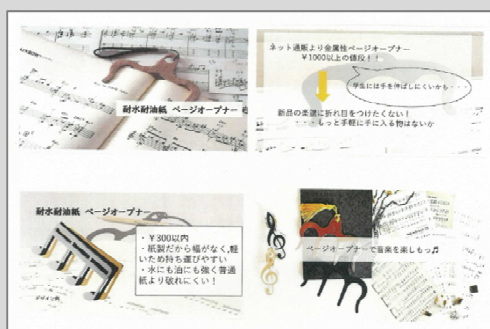 耐水耐油紙 ページオープナー
ネット通販より金属性ページオープナー
￥1000以上の値段！！
学生には手を伸ばしにくいかも・・・
新品の楽譜に折れ目をつけたくない！
・・・もっと手軽に手に入る物はないか
耐水耐油紙 ページオープナー
・￥300以内
・紙製だから幅がなく,軽
いため持ち運びやすい
・水にも油にも強く普通
紙より破れにくい！
ページオープナーで音楽を楽しもっ♫